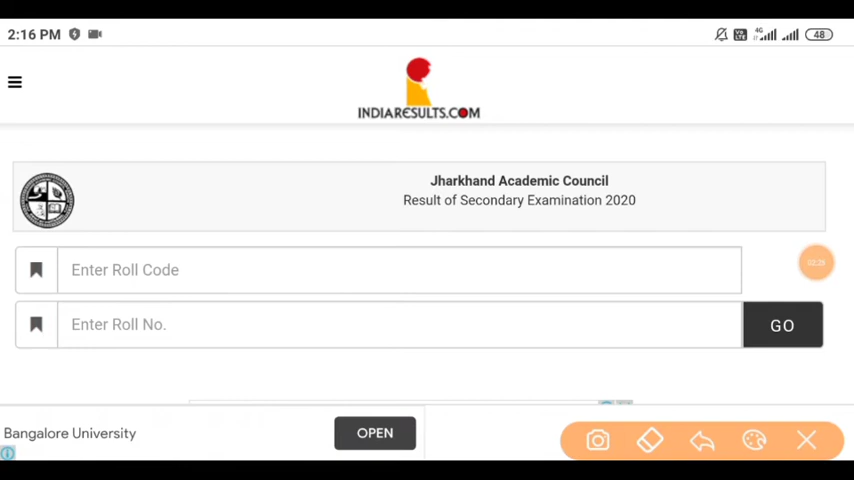 2:16 PM
4G
48
INDIARESULTS.COM
Jharkhand Academic Council
Result of Secondary Examination 2020
Enter Roll Code
Enter Roll No.
GO
Bangalore University
OPEN